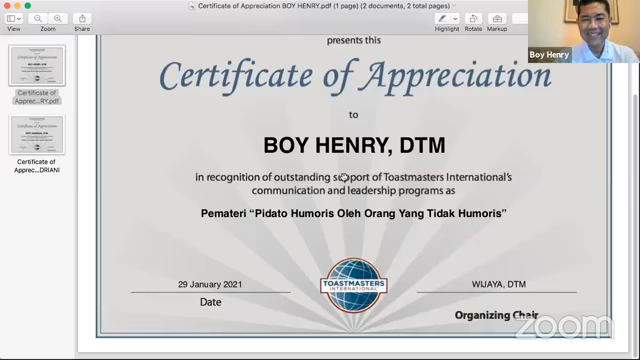 Certificate of Appreciation BOY HENRY.pdf (1 page) (2 documents, 2 total pages)
View
Zoom
Share
Highlight
Rotate
Markup
Boy Henry
Certificate of
Apprec...RY.pdf
Certificate of
Apprec...DRIANI
presents this
Certificate of Appreciation
to
BOY HENRY, DTM
in recognition of outstanding support of Toastmasters International's
communication and leadership programs as
Pemateri “Pidato Humoris Oleh Orang Yang Tidak Humoris”
29 January 2021
WIJAYA, DTM
Date
TOASTMASTERS
INTERNATIONAL
Organizing Chair
zoom